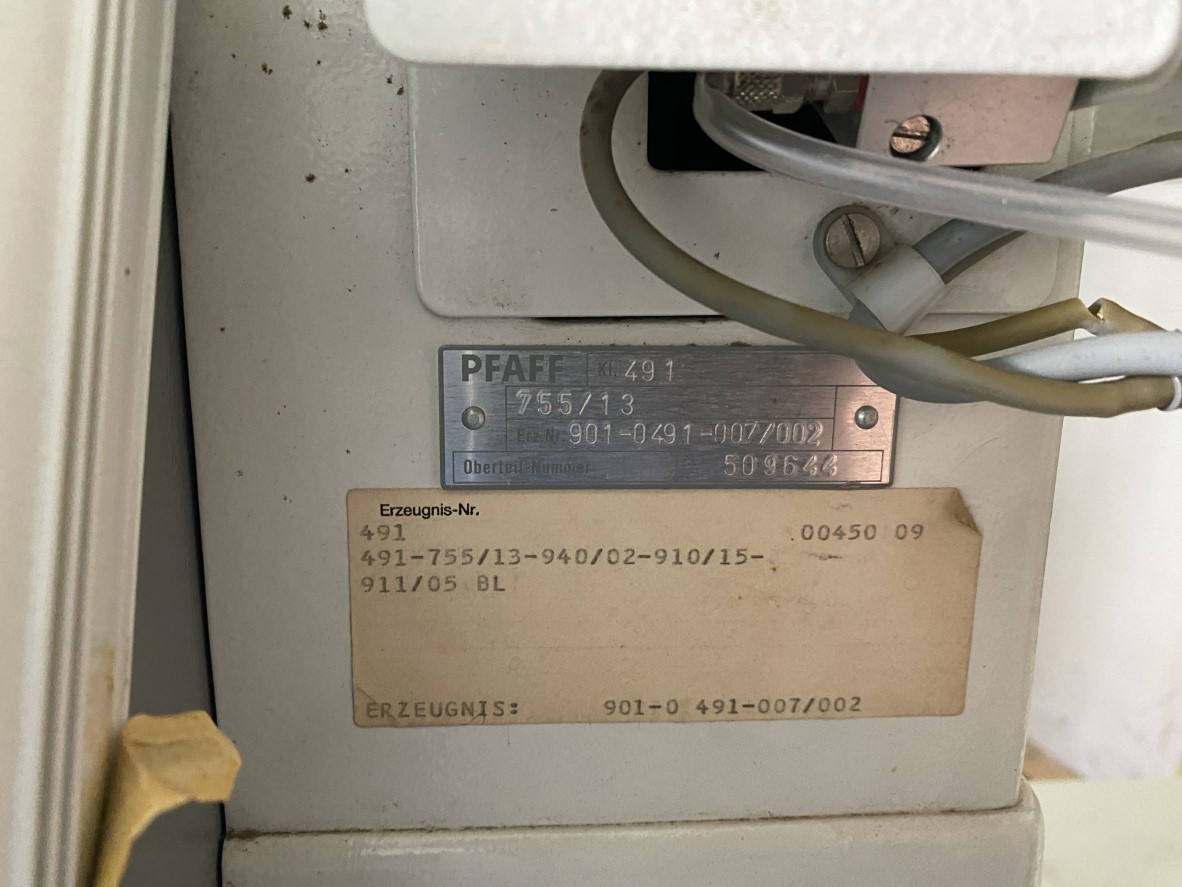 PFAFF Kl. 491
755/13
Erz.Nr. 901-0491-007/002
Oberteil-Nummer 509644
Erzeugnis-Nr.
491 .00450 09
491-755/13-940/02-910/15-
911/05 BL
ERZEUGNIS: 901-0 491-007/002